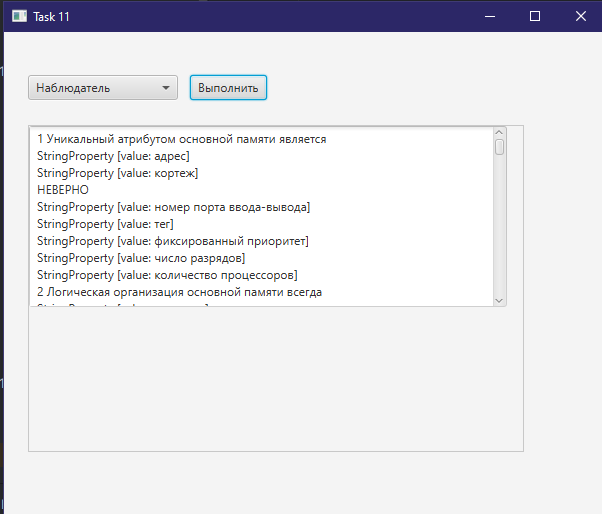 Task 11
Наблюдатель
Выполнить
1 Уникальный атрибутом основной памяти является
StringProperty [value: адрес]
StringProperty [value: кортеж]
НЕВЕРНО
StringProperty [value: номер порта ввода-вывода]
StringProperty [value: тег]
StringProperty [value: фиксированный приоритет]
StringProperty [value: число разрядов]
StringProperty [value: количество процессоров]
2 Логическая организация основной памяти всегда